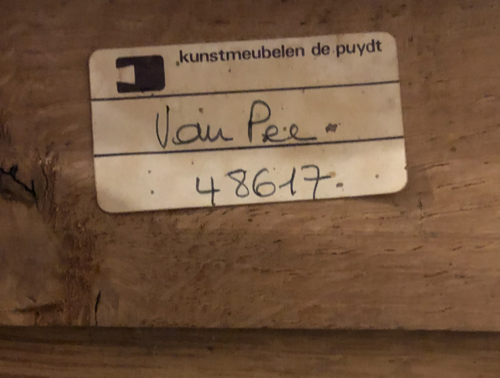 kunstmeubelen de puydt
Van Pee.
48617.